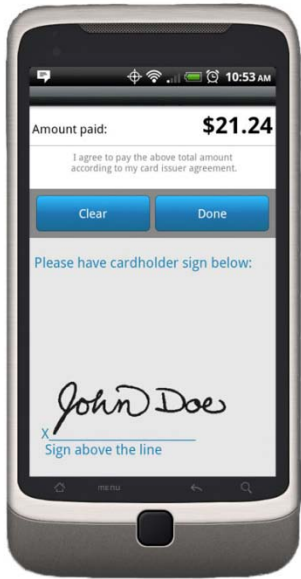 10:53 AM
Amount paid: $21.24
I agree to pay the above total amount
according to my card issuer agreement.
Clear Done
Please have cardholder sign below:
John Doe
X
Sign above the line
menu